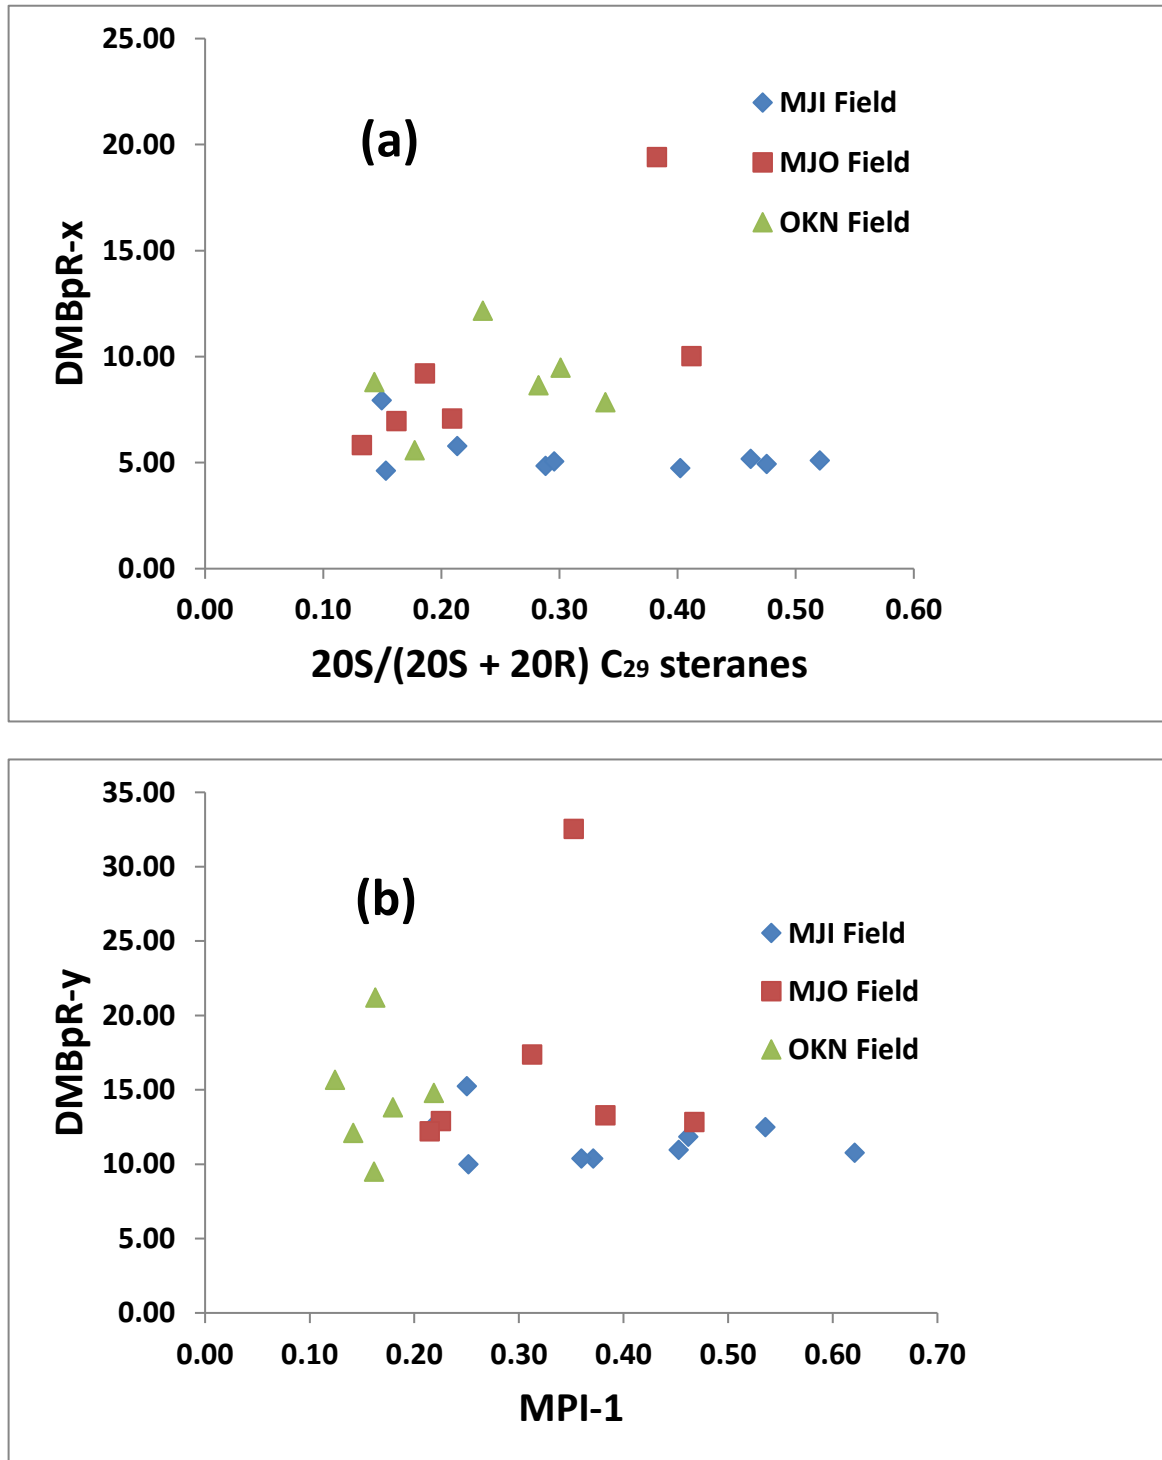 25.00
20.00
15.00
10.00
5.00
0.00
DMBpR-x
(a)
MJI Field
MJO Field
OKN Field
0.00 0.10 0.20 0.30 0.40 0.50 0.60
20S/(20S + 20R) C₂₉ steranes
35.00
30.00
25.00
20.00
15.00
10.00
5.00
0.00
DMBpR-y
(b)
MJI Field
MJO Field
OKN Field
0.00 0.10 0.20 0.30 0.40 0.50 0.60 0.70
MPI-1